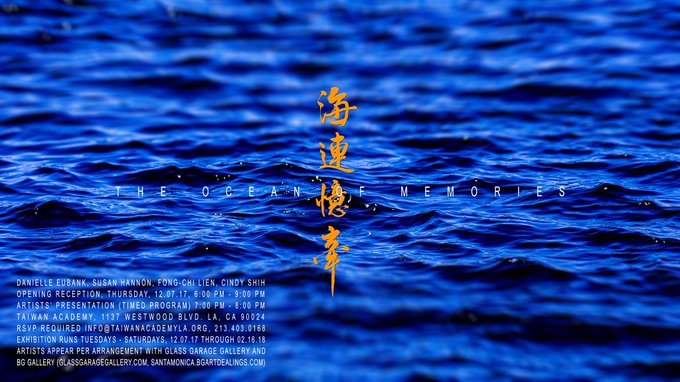 海連憶牽
THE OCEAN OF MEMORIES
DANIELLE EUBANK, SUSAN HANNON, FONG-CHI LIEN, CINDY SHIH
OPENING RECEPTION, THURSDAY, 12.07.17, 6:00 PM - 9:00 PM
ARTISTS' PRESENTATION (TIMED PROGRAM) 7:00 PM - 8:00 PM
TAIWAN ACADEMY, 1137 WESTWOOD BLVD. LA, CA 90024
RSVP REQUIRED INFO@TAIWANACADEMYLA.ORG, 213.403.0168
EXHIBITION RUNS TUESDAYS - SATURDAYS, 12.07.17 THROUGH 02.16.18
ARTISTS APPEAR PER ARRANGEMENT WITH GLASS GARAGE GALLERY AND
BG GALLERY (GLASSGARAGEGALLERY.COM, SANTAMONICA.BGARTDEALINGS.COM)